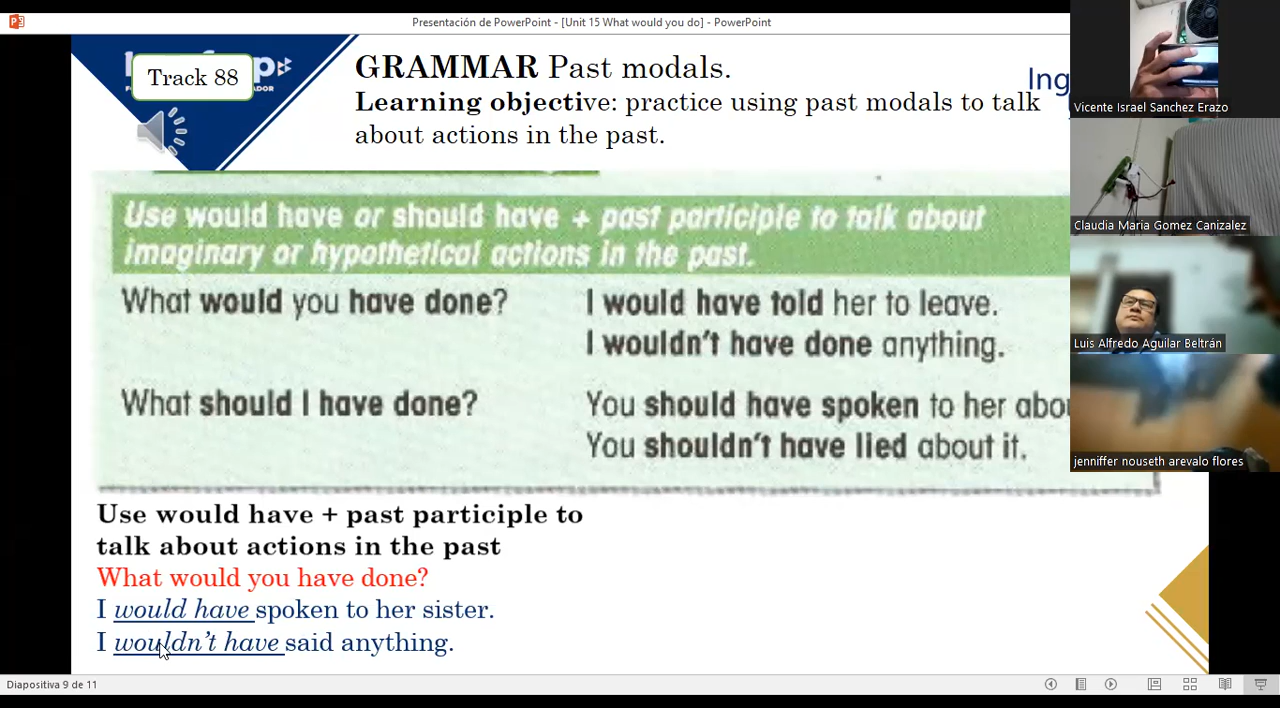 Presentación de PowerPoint - [Unit 15 What would you do] - PowerPoint
Track 88
GRAMMAR Past modals.
Learning objective: practice using past modals to talk
about actions in the past.
Ing
Use would have or should have + past participle to talk about
imaginary or hypothetical actions in the past.
What would you have done?
I would have told her to leave.
I wouldn't have done anything.
What should I have done?
You should have spoken to her abo
You shouldn't have lied about it.
Use would have + past participle to
talk about actions in the past
What would you have done?
I would have spoken to her sister.
I wouldn't have said anything.
Vicente Israel Sanchez Erazo
Claudia Maria Gomez Canizalez
Luis Alfredo Aguilar Beltrán
jenniffer nouseth arevalo flores
Diapositiva 9 de 11